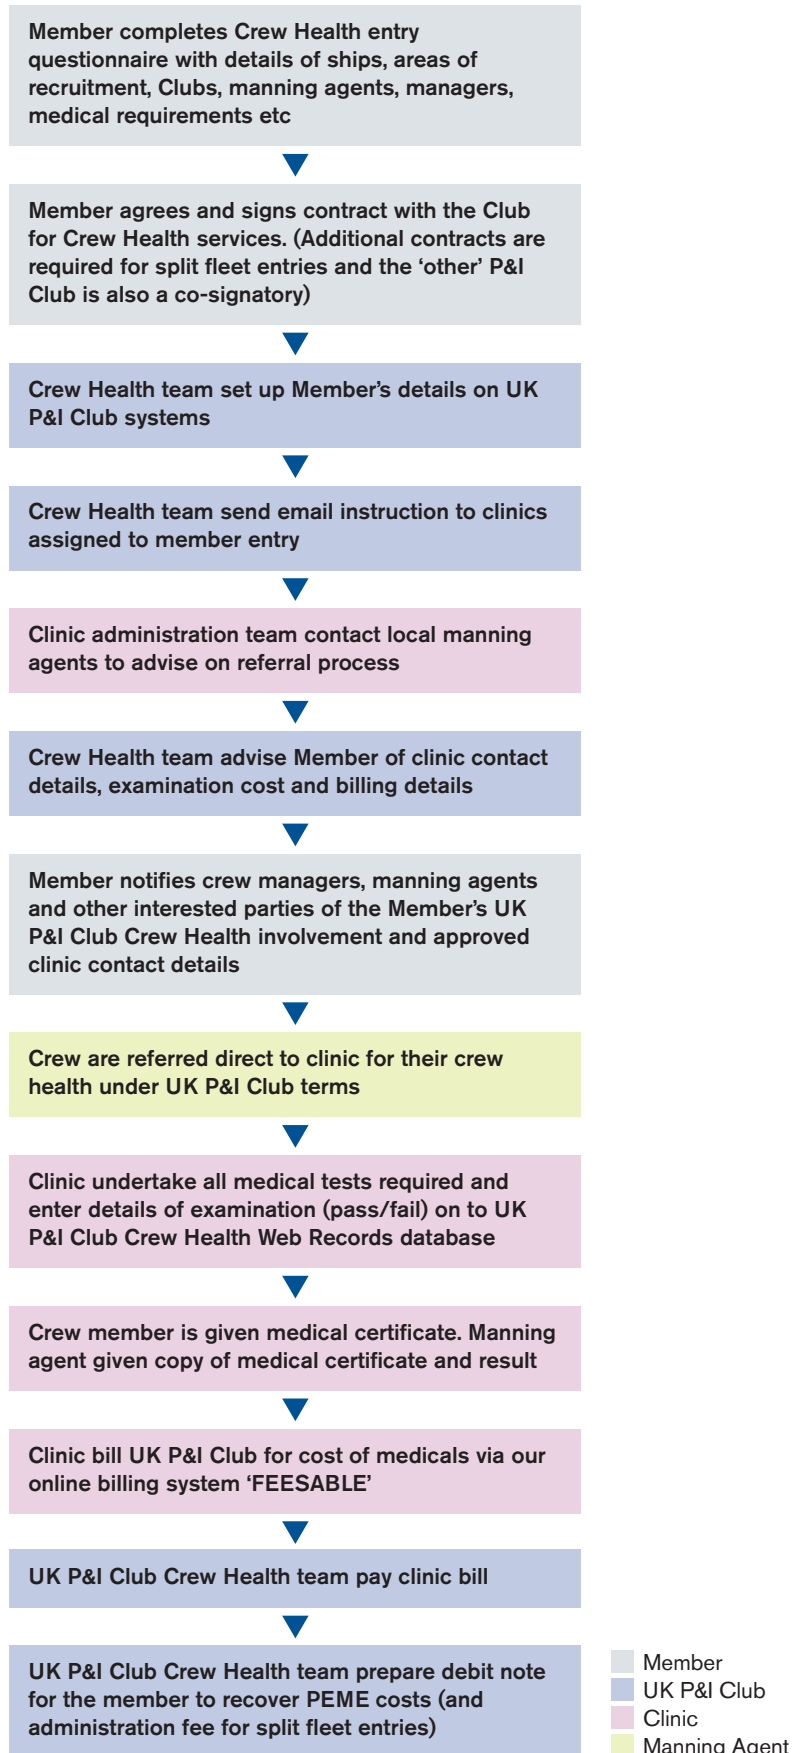 Member completes Crew Health entry
questionnaire with details of ships, areas of
recruitment, Clubs, manning agents, managers,
medical requirements etc
Member agrees and signs contract with the Club
for Crew Health services. (Additional contracts are
required for split fleet entries and the ‘other’ P&I
Club is also a co-signatory)
Crew Health team set up Member’s details on UK
P&I Club systems
Crew Health team send email instruction to clinics
assigned to member entry
Clinic administration team contact local manning
agents to advise on referral process
Crew Health team advise Member of clinic contact
details, examination cost and billing details
Member notifies crew managers, manning agents
and other interested parties of the Member’s UK
P&I Club Crew Health involvement and approved
clinic contact details
Crew are referred direct to clinic for their crew
health under UK P&I Club terms
Clinic undertake all medical tests required and
enter details of examination (pass/fail) on to UK
P&I Club Crew Health Web Records database
Crew member is given medical certificate. Manning
agent given copy of medical certificate and result
Clinic bill UK P&I Club for cost of medicals via our
online billing system ‘FEESABLE’
UK P&I Club Crew Health team pay clinic bill
UK P&I Club Crew Health team prepare debit note
for the member to recover PEME costs (and
administration fee for split fleet entries)
Member
UK P&I Club
Clinic
Manning Agent